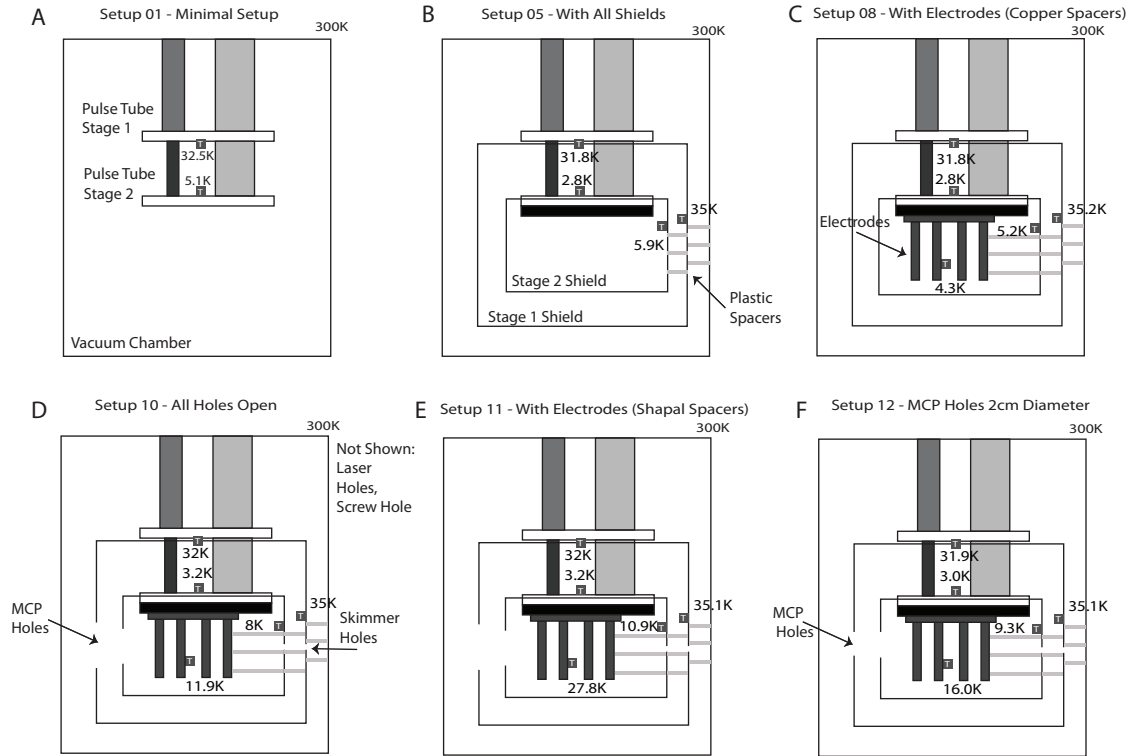 A
Setup 01 - Minimal Setup
300K
Pulse Tube
Stage 1
T
32.5K
Pulse Tube
Stage 2
5.1K
T
Vacuum Chamber
B
Setup 05 - With All Shields
300K
T
31.8K
2.8K
T
35K
T
T
5.9K
Stage 2 Shield
Stage 1 Shield
Plastic
Spacers
C
Setup 08 - With Electrodes (Copper Spacers)
300K
T
31.8K
2.8K
T
35.2K
T
Electrodes
5.2K
T
T
4.3K
D
Setup 10 - All Holes Open
300K
Not Shown:
Laser
Holes,
Screw Hole
T
32K
3.2K
T
35K
T
MCP
Holes
8K
T
Skimmer
Holes
T
11.9K
E
Setup 11 - With Electrodes (Shapal Spacers)
300K
T
32K
3.2K
T
35.1K
T
10.9K
T
T
27.8K
F
Setup 12 - MCP Holes 2cm Diameter
300K
T
31.9K
3.0K
T
35.1K
T
MCP
Holes
9.3K
T
T
16.0K